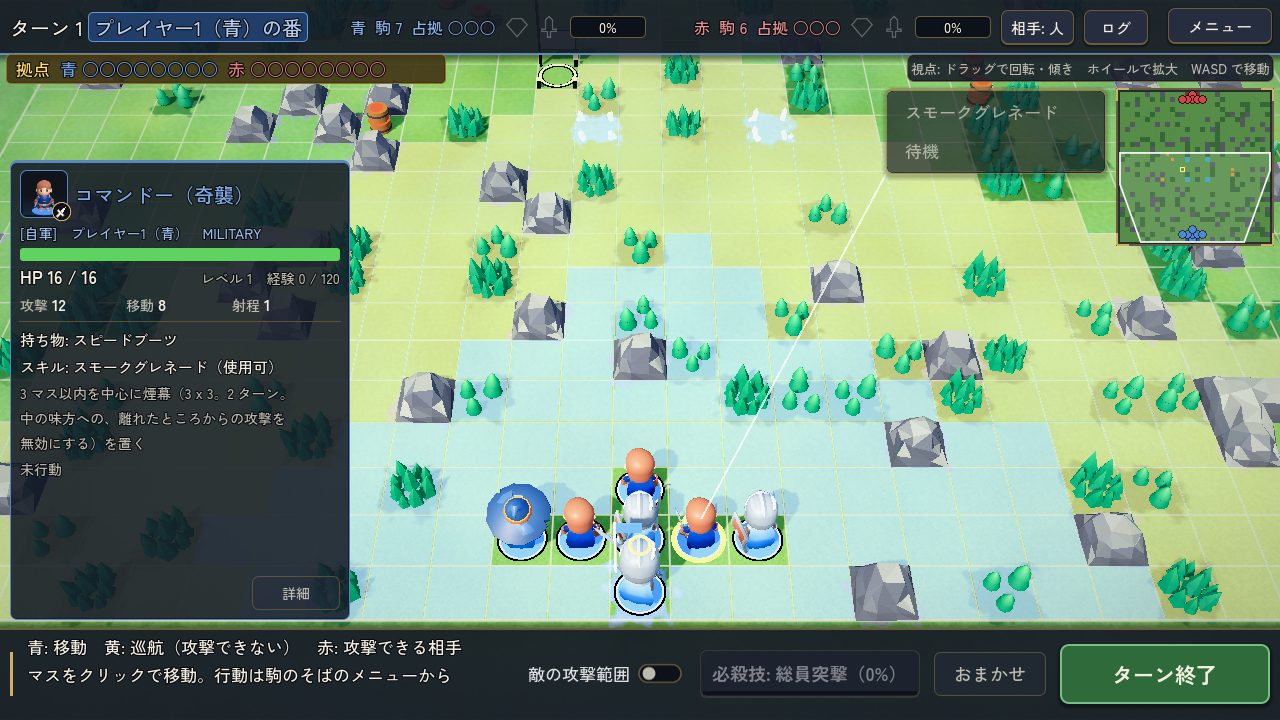 ターン 1 プレイヤー1（青）の番 青 駒 7 占拠 〇〇〇 0% 赤 駒 6 占拠 〇〇〇 0% 相手: 人 ログ メニュー
拠点 青 〇〇〇〇〇〇〇〇 赤 〇〇〇〇〇〇〇〇
視点: ドラッグで回転・傾き ホイールで拡大 WASD で移動
スモークグレネード
待機
コマンドー（奇襲）
[自軍] プレイヤー1（青） MILITARY
HP 16 / 16 レベル 1 経験 0 / 120
攻撃 12 移動 8 射程 1
持ち物: スピードブーツ
スキル: スモークグレネード（使用可）
3 マス以内を中心に煙幕（3 x 3。2 ターン。
中の味方への、離れたところからの攻撃を
無効にする）を置く
未行動
詳細
青: 移動 黄: 巡航（攻撃できない） 赤: 攻撃できる相手
マスをクリックで移動。行動は駒のそばのメニューから
敵の攻撃範囲
必殺技: 総員突撃（0%）
おまかせ
ターン終了